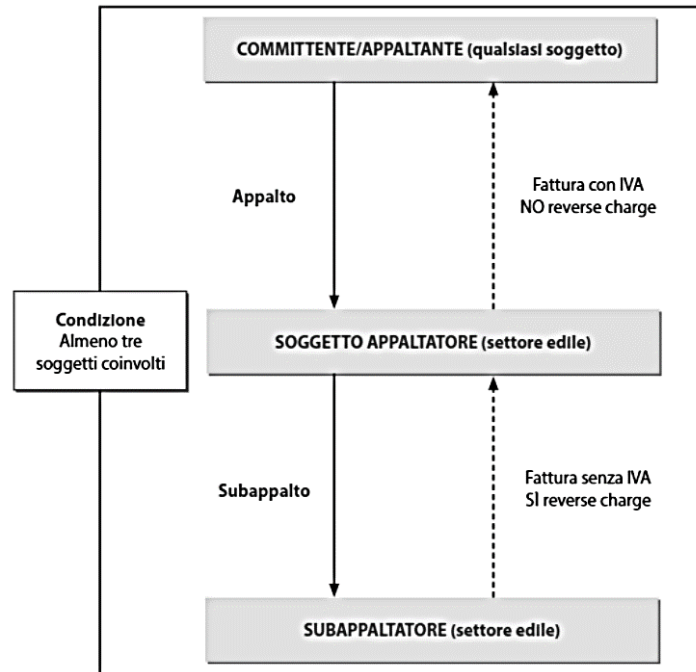 COMMITTENTE/APPALTANTE (qualsiasi soggetto)
Appalto
Fattura con IVA
NO reverse charge
Condizione
Almeno tre
soggetti coinvolti
SOGGETTO APPALTATORE (settore edile)
Subappalto
Fattura senza IVA
SÌ reverse charge
SUBAPPALTATORE (settore edile)